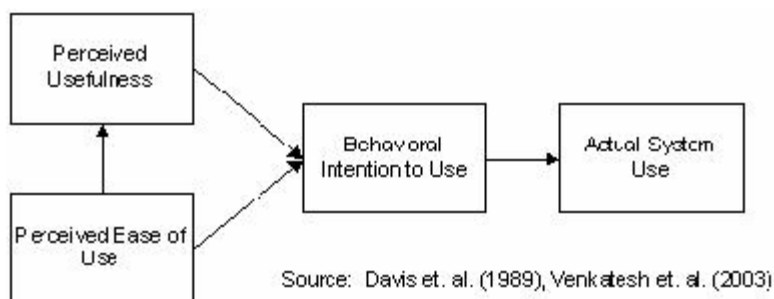 Perceived
Usefulness
Behavioral
Intention to Use
Actual System
Use
Perceived Ease of
Use
Source: Davis et. al. (1989), Venkatesh et. al. (2003)